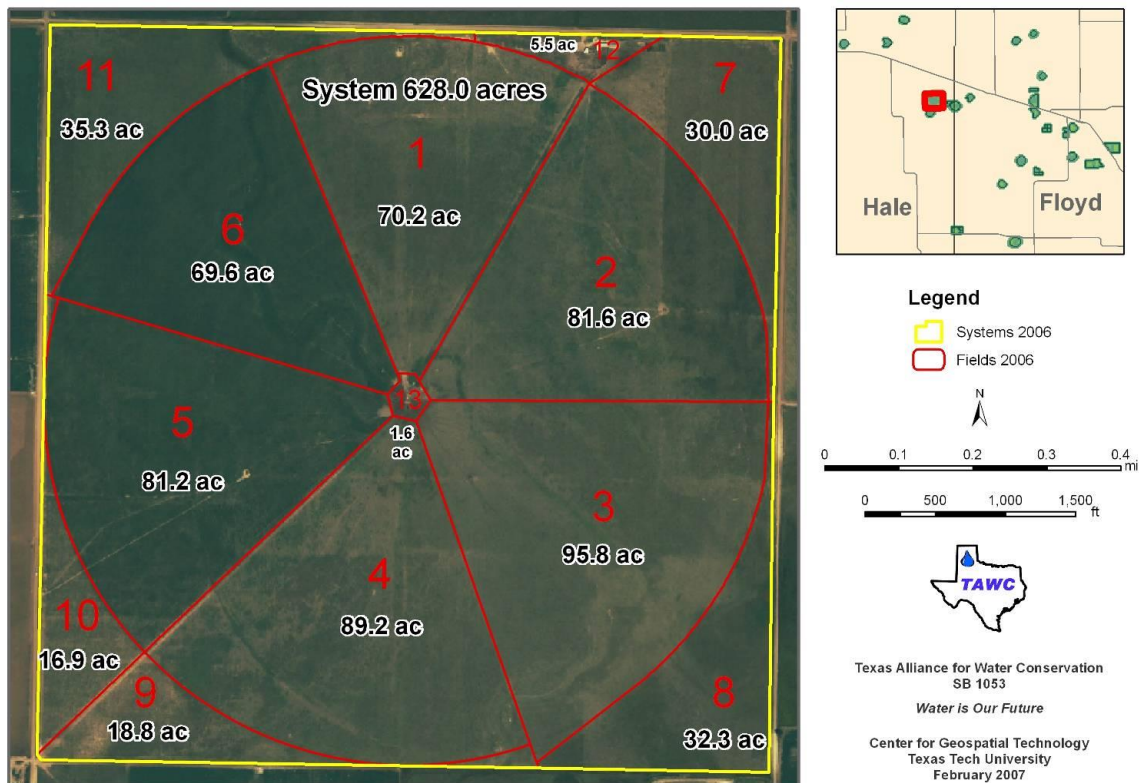 11
35.3 ac
System 628.0 acres
5.5 ac
12
7
30.0 ac
1
70.2 ac
6
69.6 ac
2
81.6 ac
13
1.6
ac
5
81.2 ac
3
95.8 ac
4
89.2 ac
10
16.9 ac
9
18.8 ac
8
32.3 ac
Hale
Floyd
Legend
Systems 2006
Fields 2006
N
0 0.1 0.2 0.3 0.4
mi
0 500 1,000 1,500
ft
TAWC
Texas Alliance for Water Conservation
SB 1053
Water is Our Future
Center for Geospatial Technology
Texas Tech University
February 2007